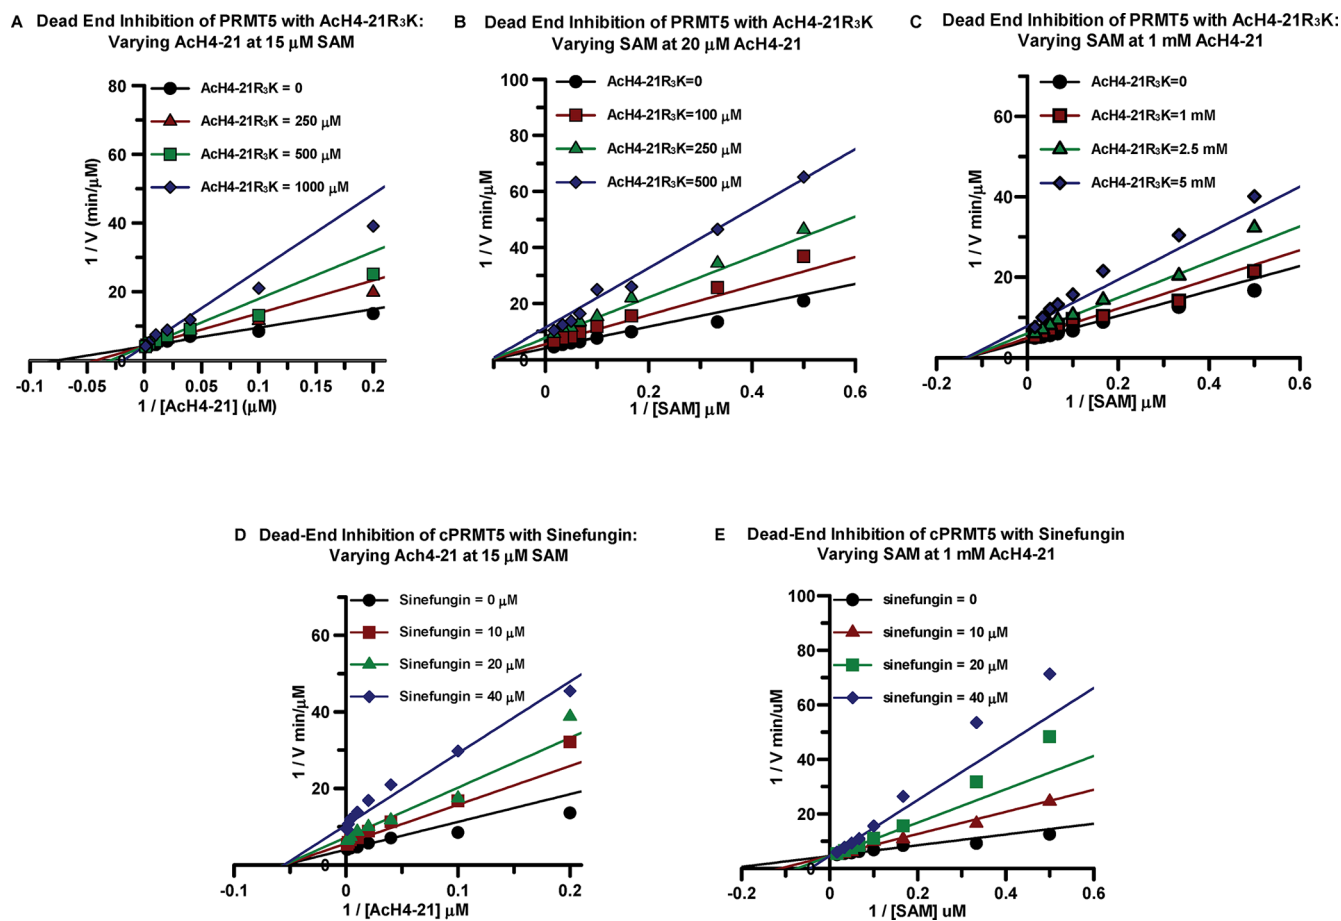 A Dead End Inhibition of PRMT5 with AcH4-21R₃K:
Varying AcH4-21 at 15 μM SAM
AcH4-21R₃K = 0
AcH4-21R₃K = 250 μM
AcH4-21R₃K = 500 μM
AcH4-21R₃K = 1000 μM
1 / V (min/μM)
80
60
40
20
0
-0.1 -0.05 0 0.05 0.1 0.15 0.2
1 / [AcH4-21] (μM)
B Dead End Inhibition of PRMT5 with AcH4-21R₃K
Varying SAM at 20 μM AcH4-21
AcH4-21R₃K=0
AcH4-21R₃K=100 μM
AcH4-21R₃K=250 μM
AcH4-21R₃K=500 μM
1 / V min/μM
100
80
60
40
20
0
0 0.2 0.4 0.6
1 / [SAM] μM
C Dead End Inhibition of PRMT5 with AcH4-21R₃K:
Varying SAM at 1 mM AcH4-21
AcH4-21R₃K=0
AcH4-21R₃K=1 mM
AcH4-21R₃K=2.5 mM
AcH4-21R₃K=5 mM
1 / V min/μM
60
40
20
0
-0.2 0 0.2 0.4 0.6
1 / [SAM] μM
D Dead-End Inhibition of cPRMT5 with Sinefungin:
Varying Ach4-21 at 15 μM SAM
Sinefungin = 0 μM
Sinefungin = 10 μM
Sinefungin = 20 μM
Sinefungin = 40 μM
1 / V min/μM
60
40
20
0
-0.1 0 0.1 0.2
1 / [AcH4-21] μM
E Dead-End Inhibition of cPRMT5 with Sinefungin
Varying SAM at 1 mM AcH4-21
sinefungin = 0
sinefungin = 10 μM
sinefungin = 20 μM
sinefungin = 40 μM
1 / V min/uM
100
80
60
40
20
0
-0.2 0 0.2 0.4 0.6
1 / [SAM] uM